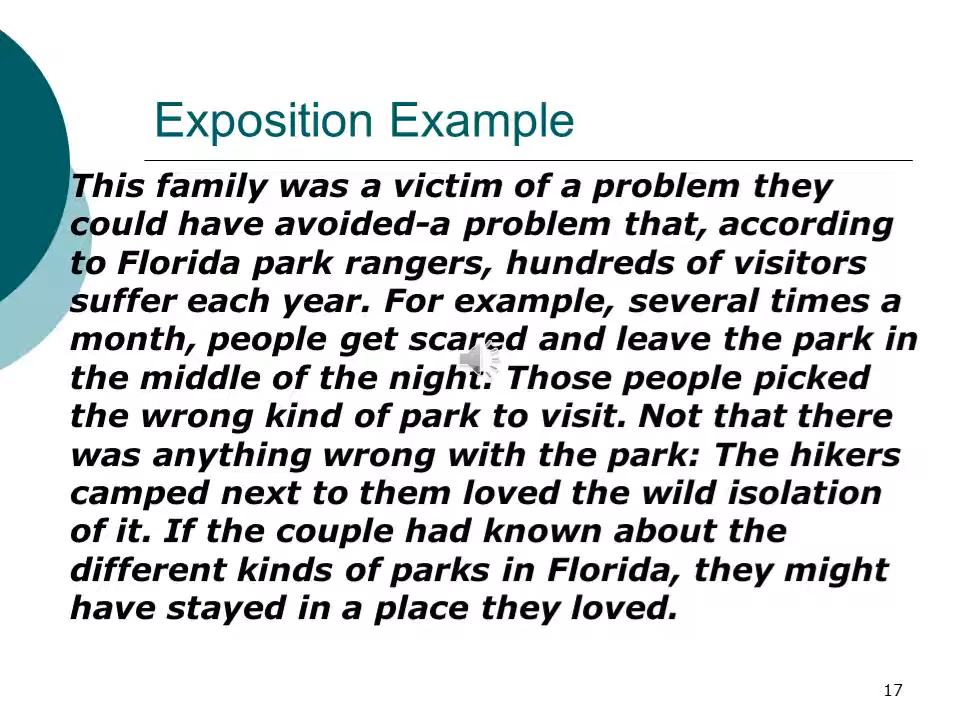 Exposition Example
This family was a victim of a problem they
could have avoided-a problem that, according
to Florida park rangers, hundreds of visitors
suffer each year. For example, several times a
month, people get scared and leave the park in
the middle of the night. Those people picked
the wrong kind of park to visit. Not that there
was anything wrong with the park: The hikers
camped next to them loved the wild isolation
of it. If the couple had known about the
different kinds of parks in Florida, they might
have stayed in a place they loved.
17